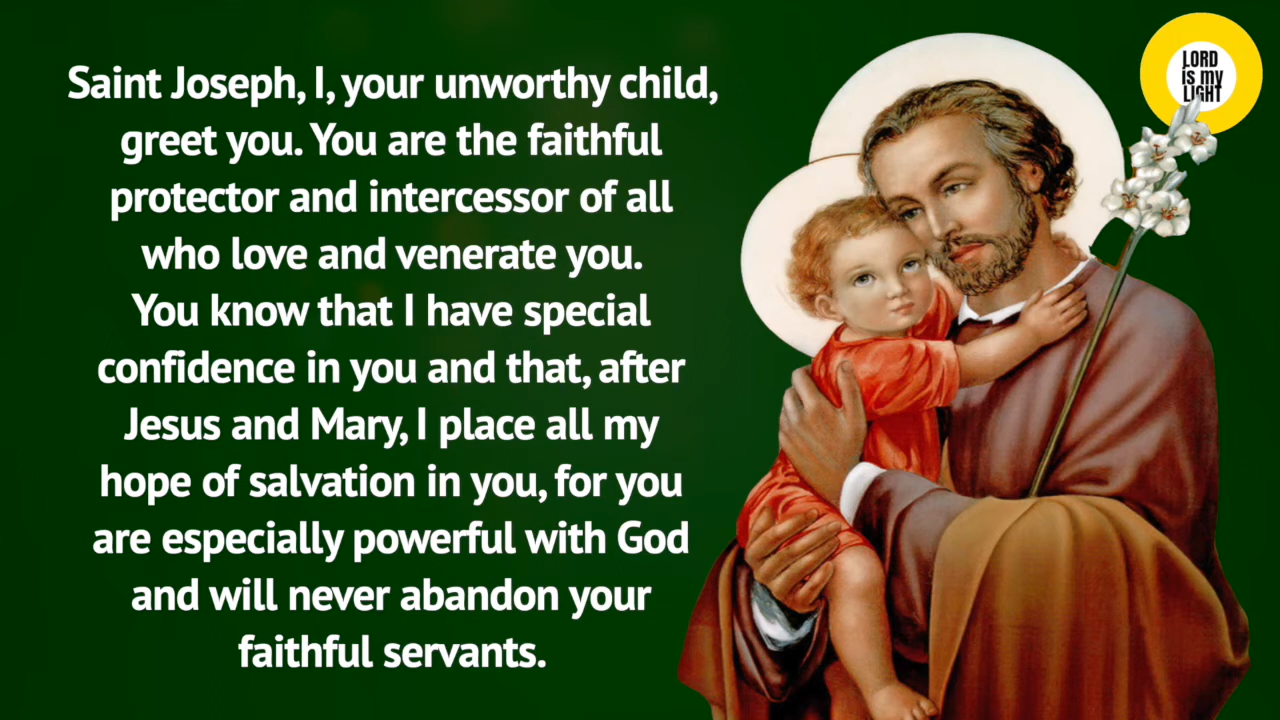 Saint Joseph, I, your unworthy child,
greet you. You are the faithful
protector and intercessor of all
who love and venerate you.
You know that I have special
confidence in you and that, after
Jesus and Mary, I place all my
hope of salvation in you, for you
are especially powerful with God
and will never abandon your
faithful servants.
LORD
is my
LIGHT